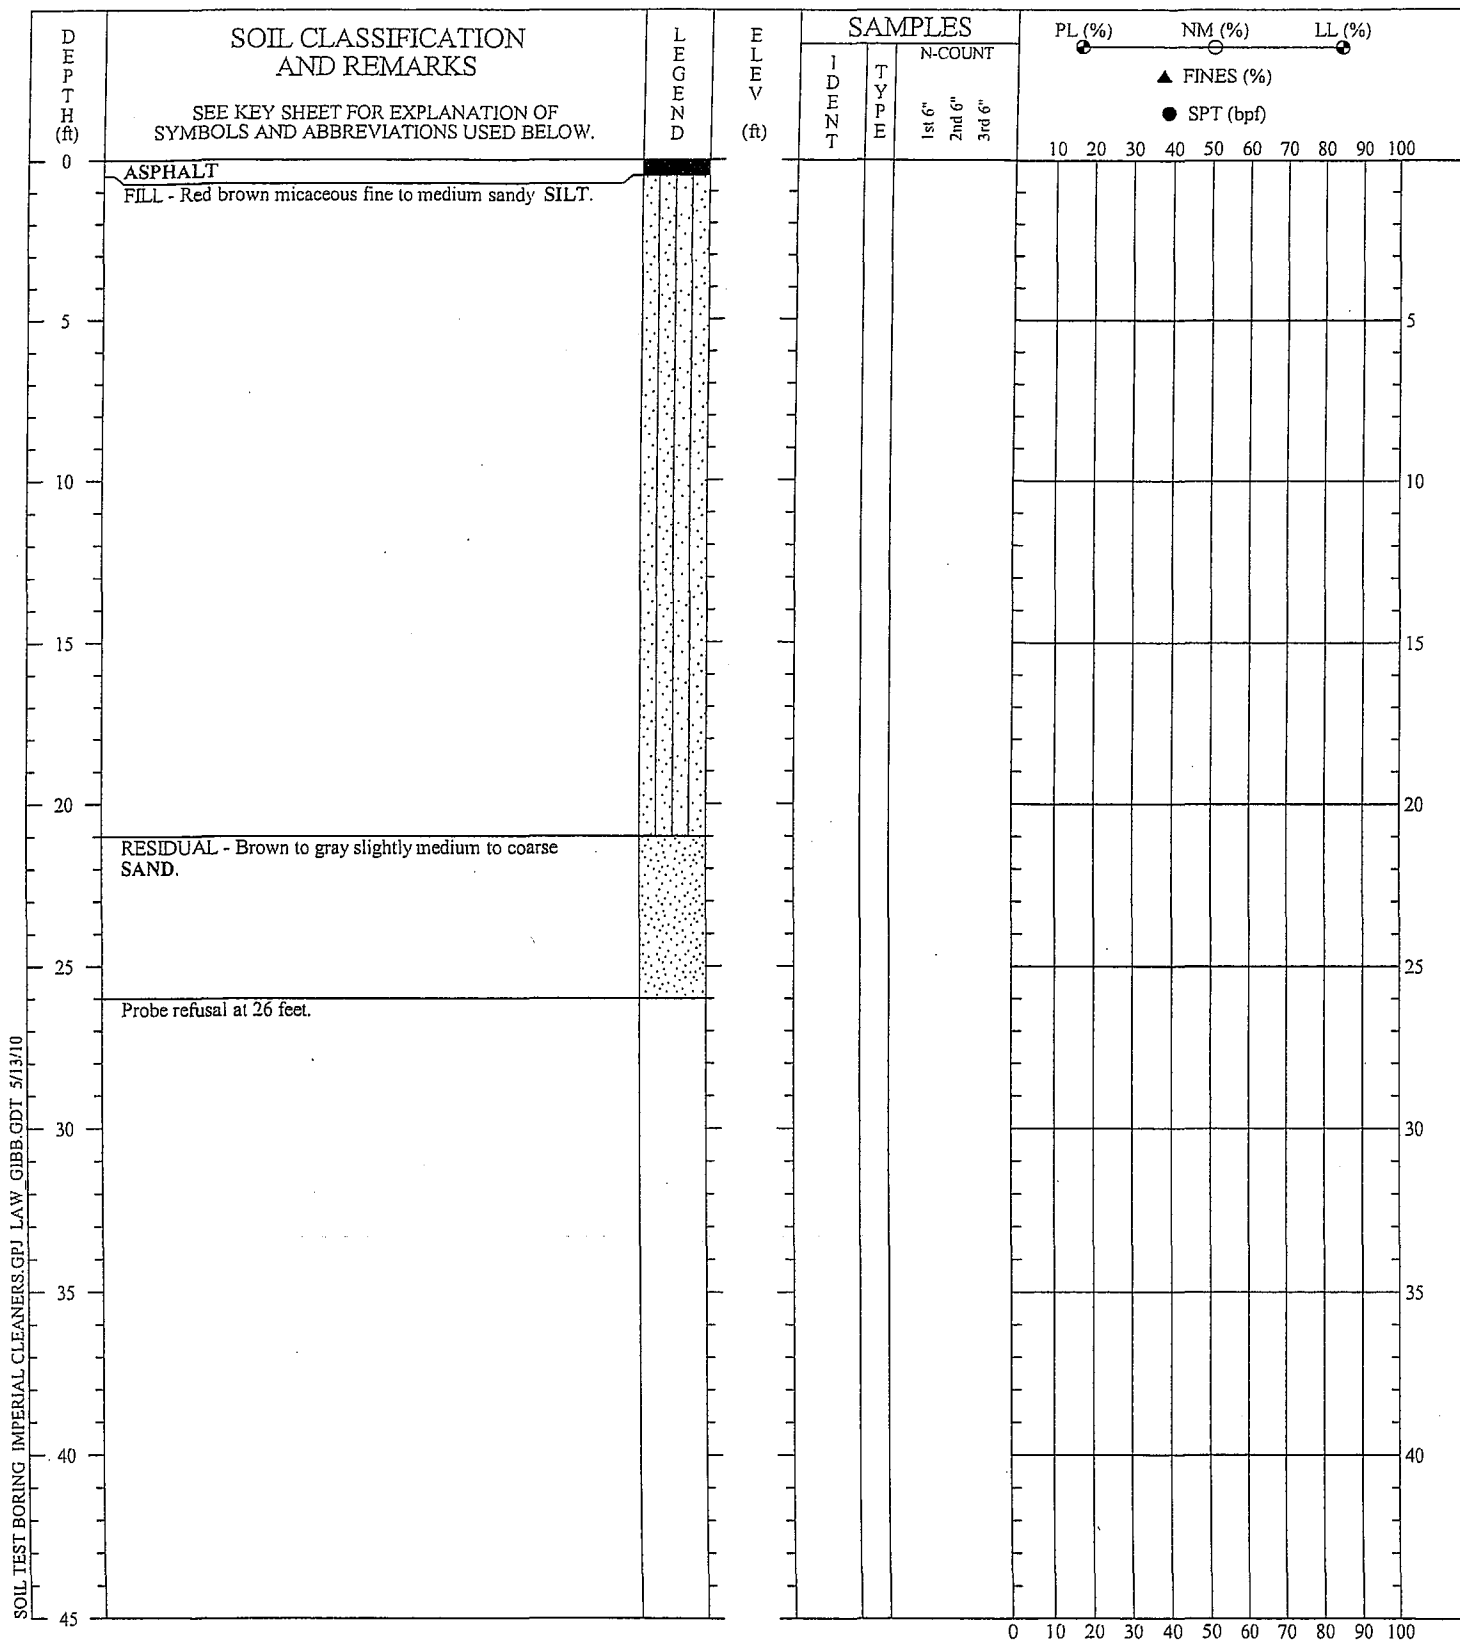 DEPTH (ft)
SOIL CLASSIFICATION
AND REMARKS
SEE KEY SHEET FOR EXPLANATION OF
SYMBOLS AND ABBREVIATIONS USED BELOW.
LEGEND
ELEV (ft)
SAMPLES
IDENT
TYPE
N-COUNT
1st 6"
2nd 6"
3rd 6"
PL (%) NM (%) LL (%)
▲ FINES (%)
● SPT (bpf)
10 20 30 40 50 60 70 80 90 100
0
ASPHALT
FILL - Red brown micaceous fine to medium sandy SILT.
5 5
10 10
15 15
20 20
RESIDUAL - Brown to gray slightly medium to coarse
SAND.
25 25
Probe refusal at 26 feet.
30 30
35 35
40 40
45
0 10 20 30 40 50 60 70 80 90 100
SOIL TEST BORING IMPERIAL CLEANERS.GPJ LAW_GIBB.GDT 5/13/10